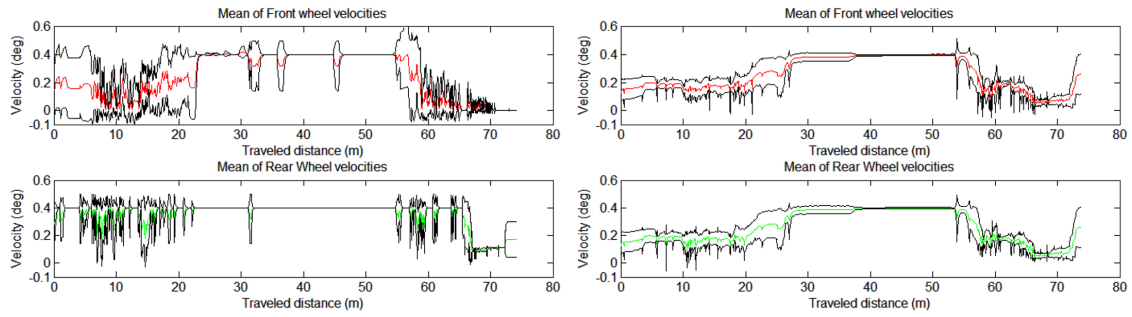 Mean of Front wheel velocities
Velocity (deg)
0.6
0.4
0.2
0
-0.1
0 10 20 30 40 50 60 70 80
Traveled distance (m)
Mean of Rear Wheel velocities
Velocity (deg)
0.6
0.4
0.2
0
-0.1
0 10 20 30 40 50 60 70 80
Traveled distance (m)
Mean of Front wheel velocities
Velocity (deg)
0.6
0.4
0.2
0
-0.1
0 10 20 30 40 50 60 70 80
Traveled distance (m)
Mean of Rear Wheel velocities
Velocity (deg)
0.6
0.4
0.2
0
-0.1
0 10 20 30 40 50 60 70 80
Traveled distance (m)